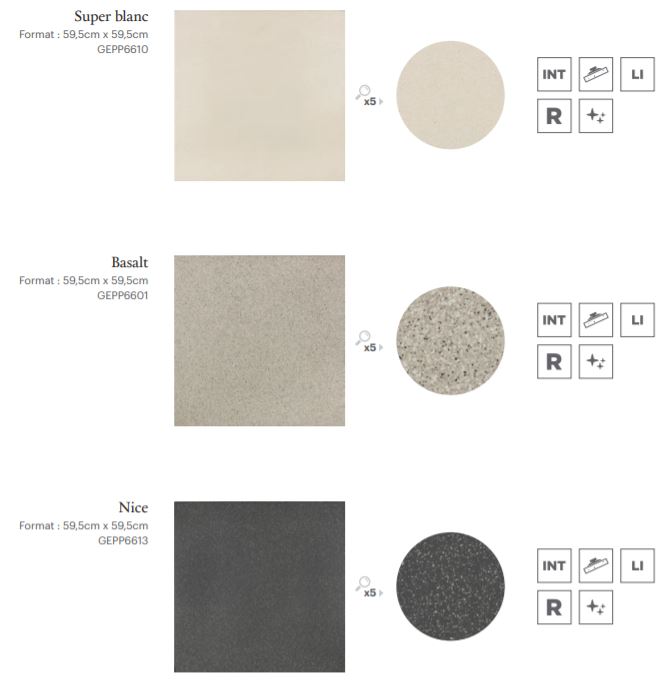 Super blanc
Format : 59,5cm x 59,5cm
GEPP6610
x5
INT
LI
R
Basalt
Format : 59,5cm x 59,5cm
GEPP6601
x5
INT
LI
R
Nice
Format : 59,5cm x 59,5cm
GEPP6613
x5
INT
LI
R